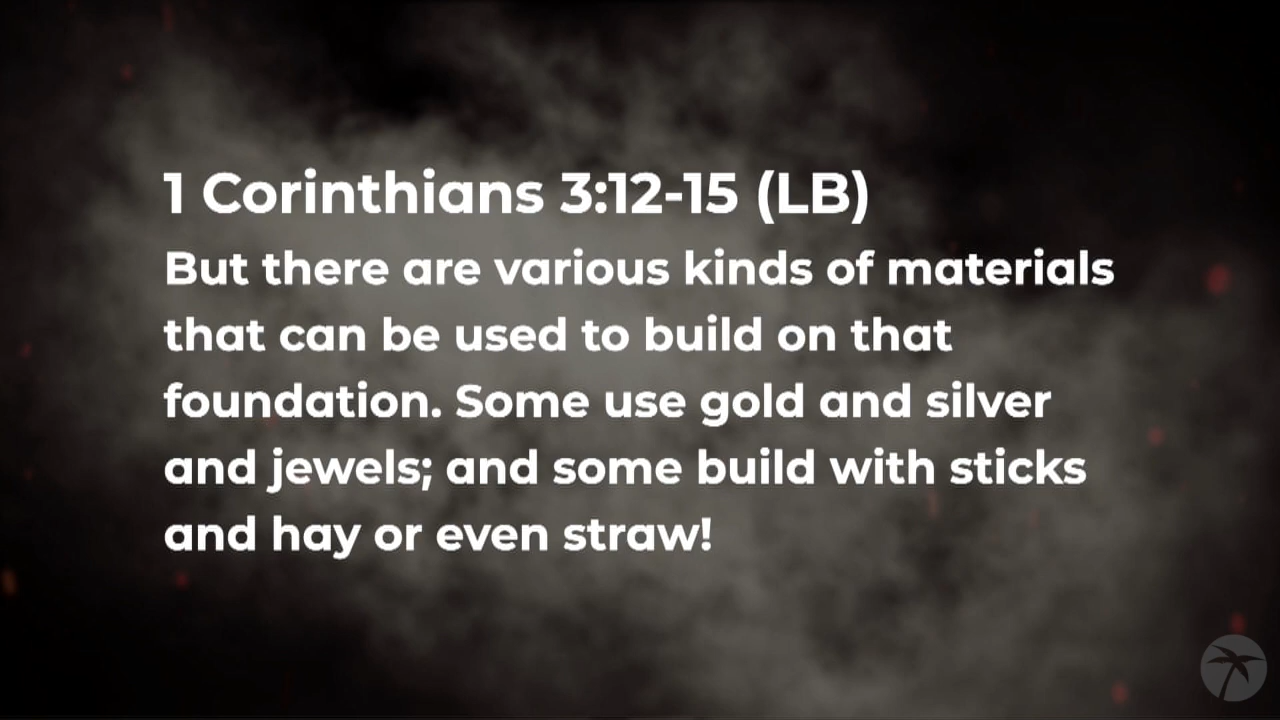 1 Corinthians 3:12-15 (LB)
But there are various kinds of materials
that can be used to build on that
foundation. Some use gold and silver
and jewels; and some build with sticks
and hay or even straw!